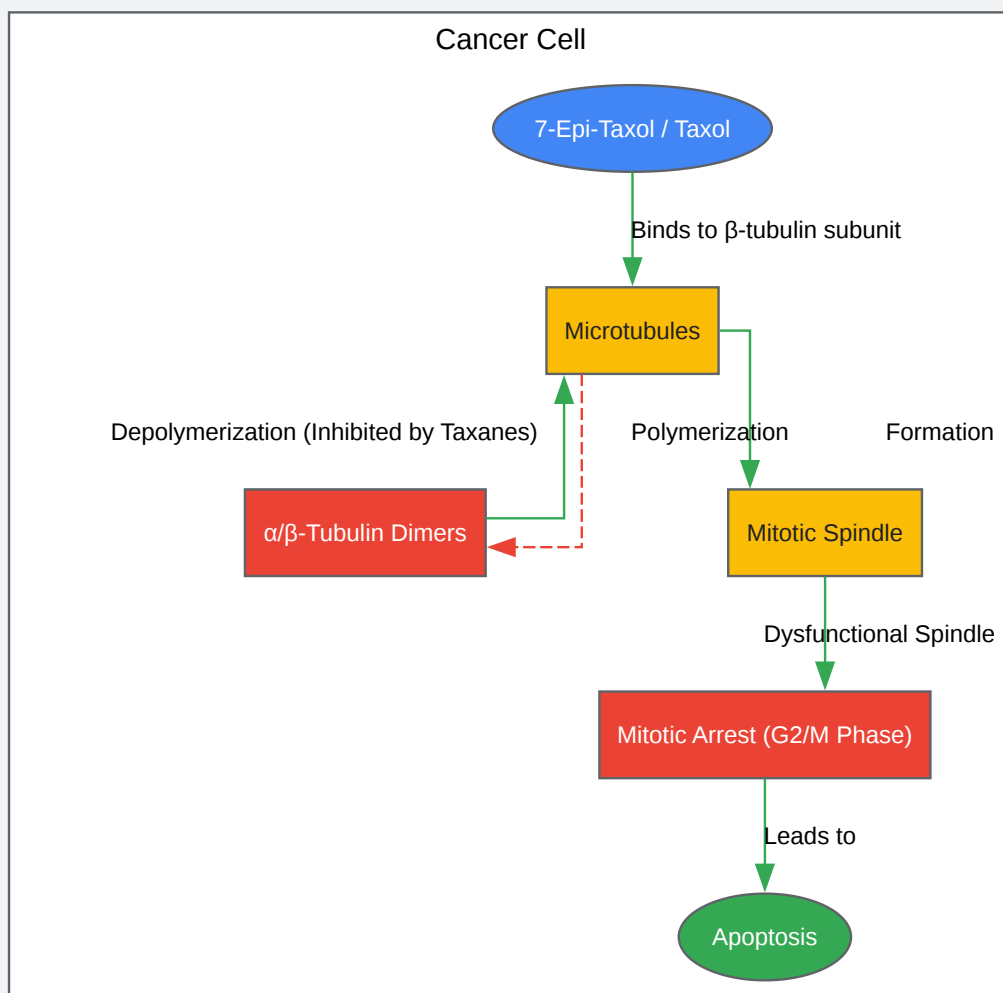 Cancer Cell
7-Epi-Taxol / Taxol
Binds to β-tubulin subunit
Microtubules
Depolymerization (Inhibited by Taxanes)
Polymerization
Formation
α/β-Tubulin Dimers
Mitotic Spindle
Dysfunctional Spindle
Mitotic Arrest (G2/M Phase)
Leads to
Apoptosis